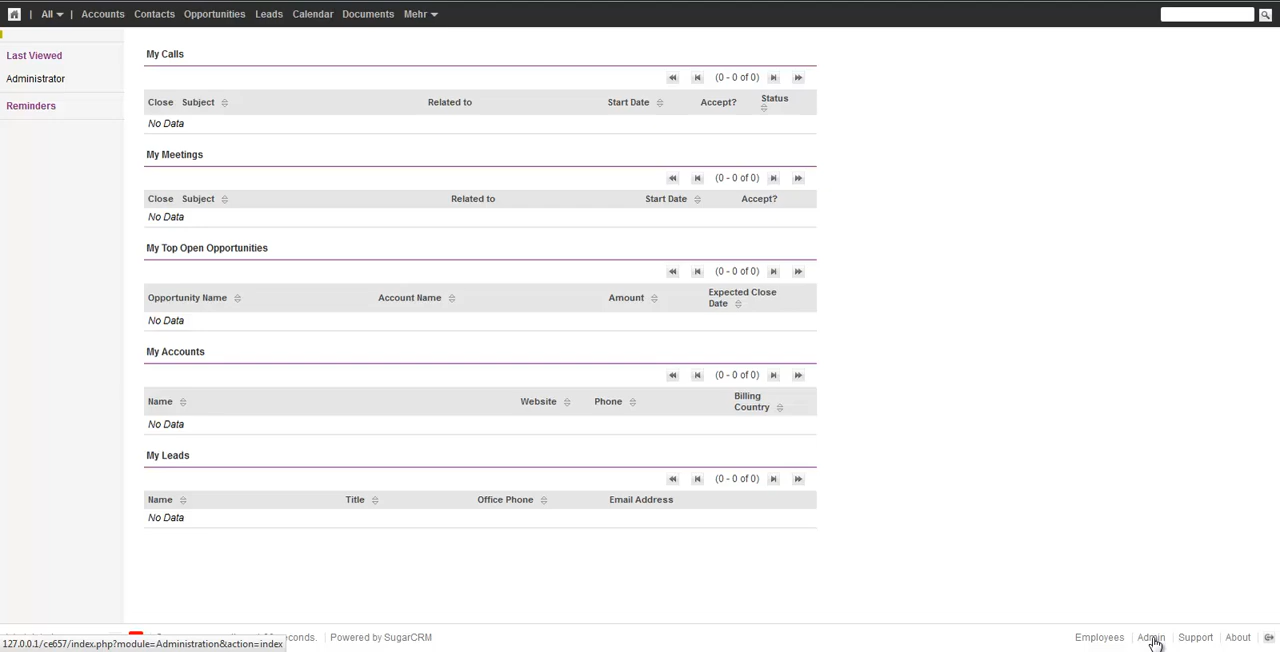 All Accounts Contacts Opportunities Leads Calendar Documents Mehr
Last Viewed
Administrator
Reminders
My Calls
(0 - 0 of 0)
Close Subject Related to Start Date Accept? Status
No Data
My Meetings
(0 - 0 of 0)
Close Subject Related to Start Date Accept?
No Data
My Top Open Opportunities
(0 - 0 of 0)
Opportunity Name Account Name Amount Expected Close
Date
No Data
My Accounts
(0 - 0 of 0)
Name Website Phone Billing
Country
No Data
My Leads
(0 - 0 of 0)
Name Title Office Phone Email Address
No Data
Powered by SugarCRM Employees Admin Support About
127.0.0.1/ce657/index.php?module=Administration&action=index